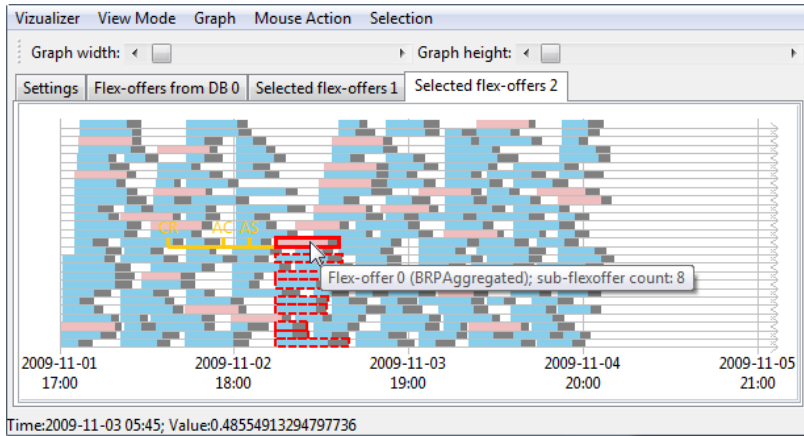 Vizualizer View Mode Graph Mouse Action Selection
Graph width: Graph height:
Settings Flex-offers from DB 0 Selected flex-offers 1 Selected flex-offers 2
CR AC AS
Flex-offer 0 (BRPAggregated); sub-flexoffer count: 8
2009-11-01 2009-11-02 2009-11-03 2009-11-04 2009-11-05
17:00 18:00 19:00 20:00 21:00
Time:2009-11-03 05:45; Value:0.48554913294797736